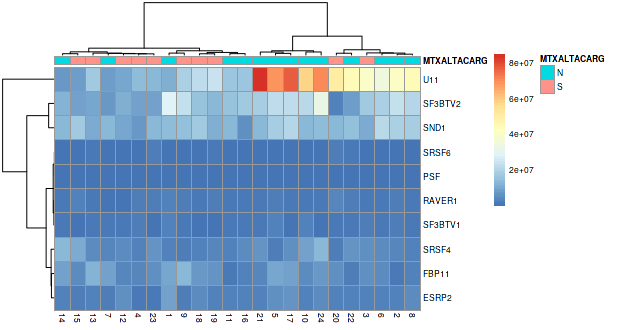 MTXALTACARG
U11
SF3BTV2
SND1
SRSF6
PSF
RAVER1
SF3BTV1
SRSF4
FBP11
ESRP2
14 15 13 7 12 4 23 1 9 18 19 11 16 21 5 17 10 24 20 22 3 6 2 8
8e+07
6e+07
4e+07
2e+07
MTXALTACARG
N
S